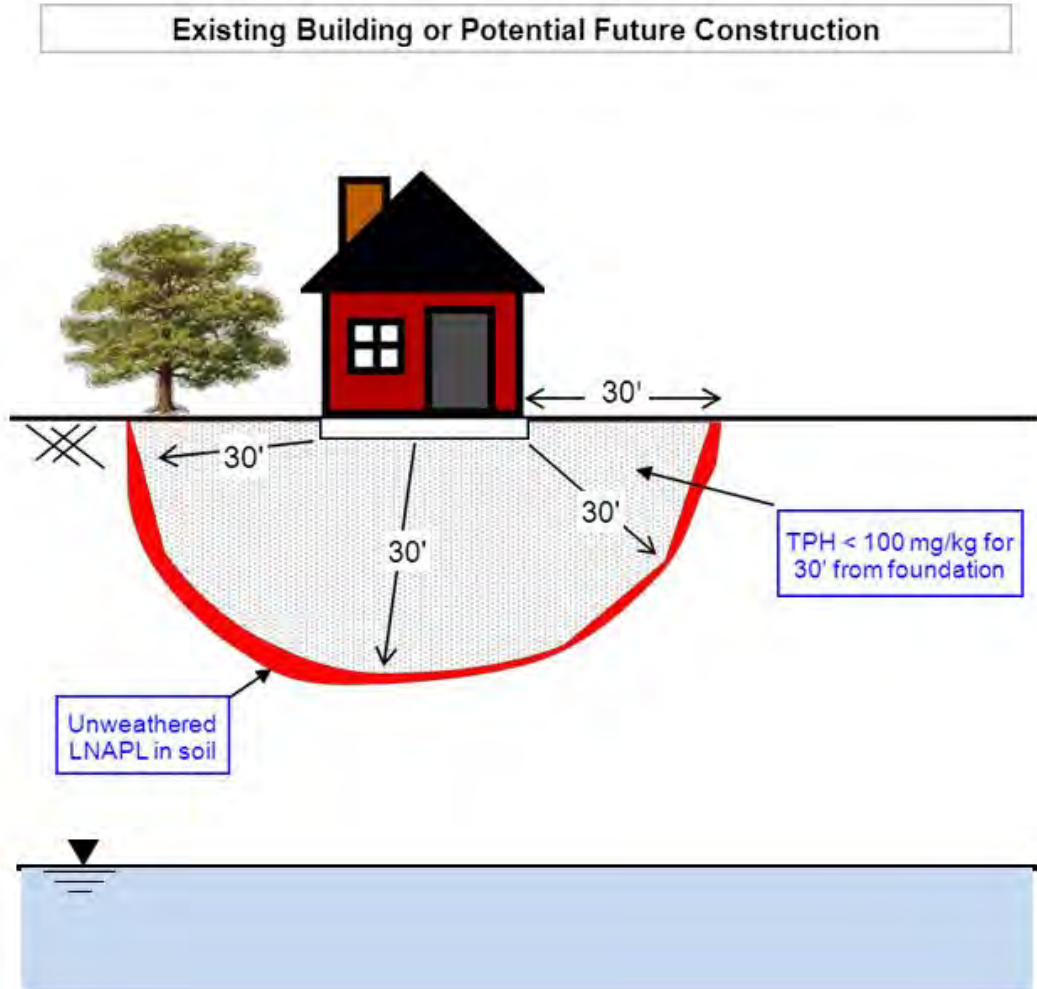 Existing Building or Potential Future Construction
30'
30'
30'
30'
TPH < 100 mg/kg for
30' from foundation
Unweathered
LNAPL in soil